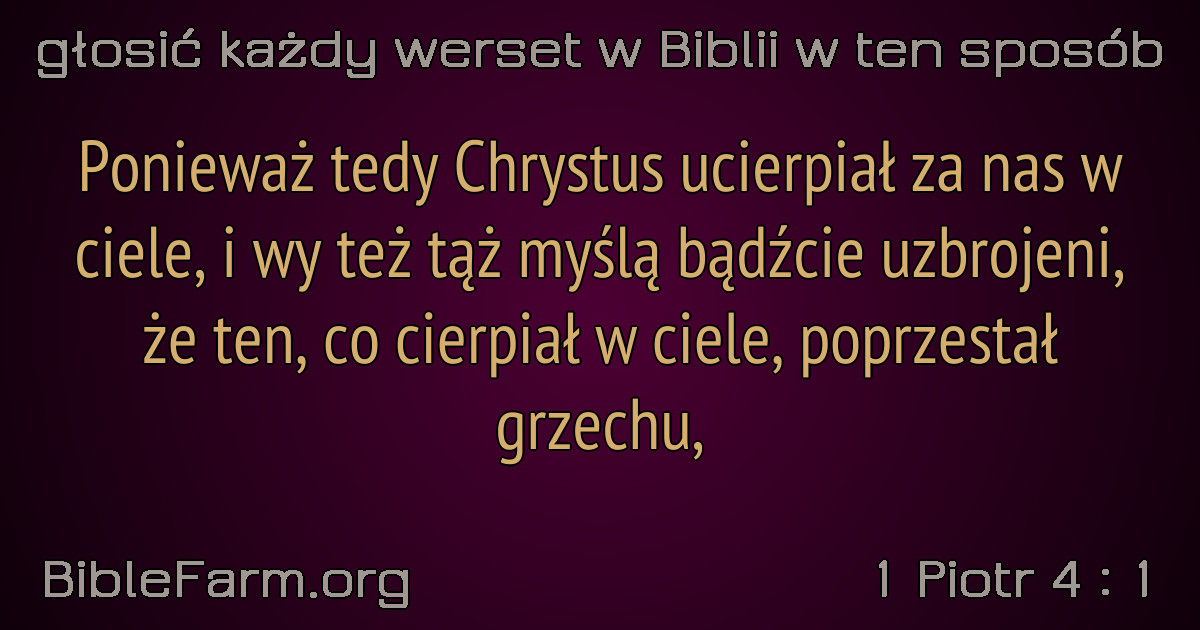 głosić każdy werset w Biblii w ten sposób
Ponieważ tedy Chrystus ucierpiał za nas w
ciele, i wy też tąż myślą bądźcie uzbrojeni,
że ten, co cierpiał w ciele, poprzestał
grzechu,
BibleFarm.org
1 Piotr 4 : 1